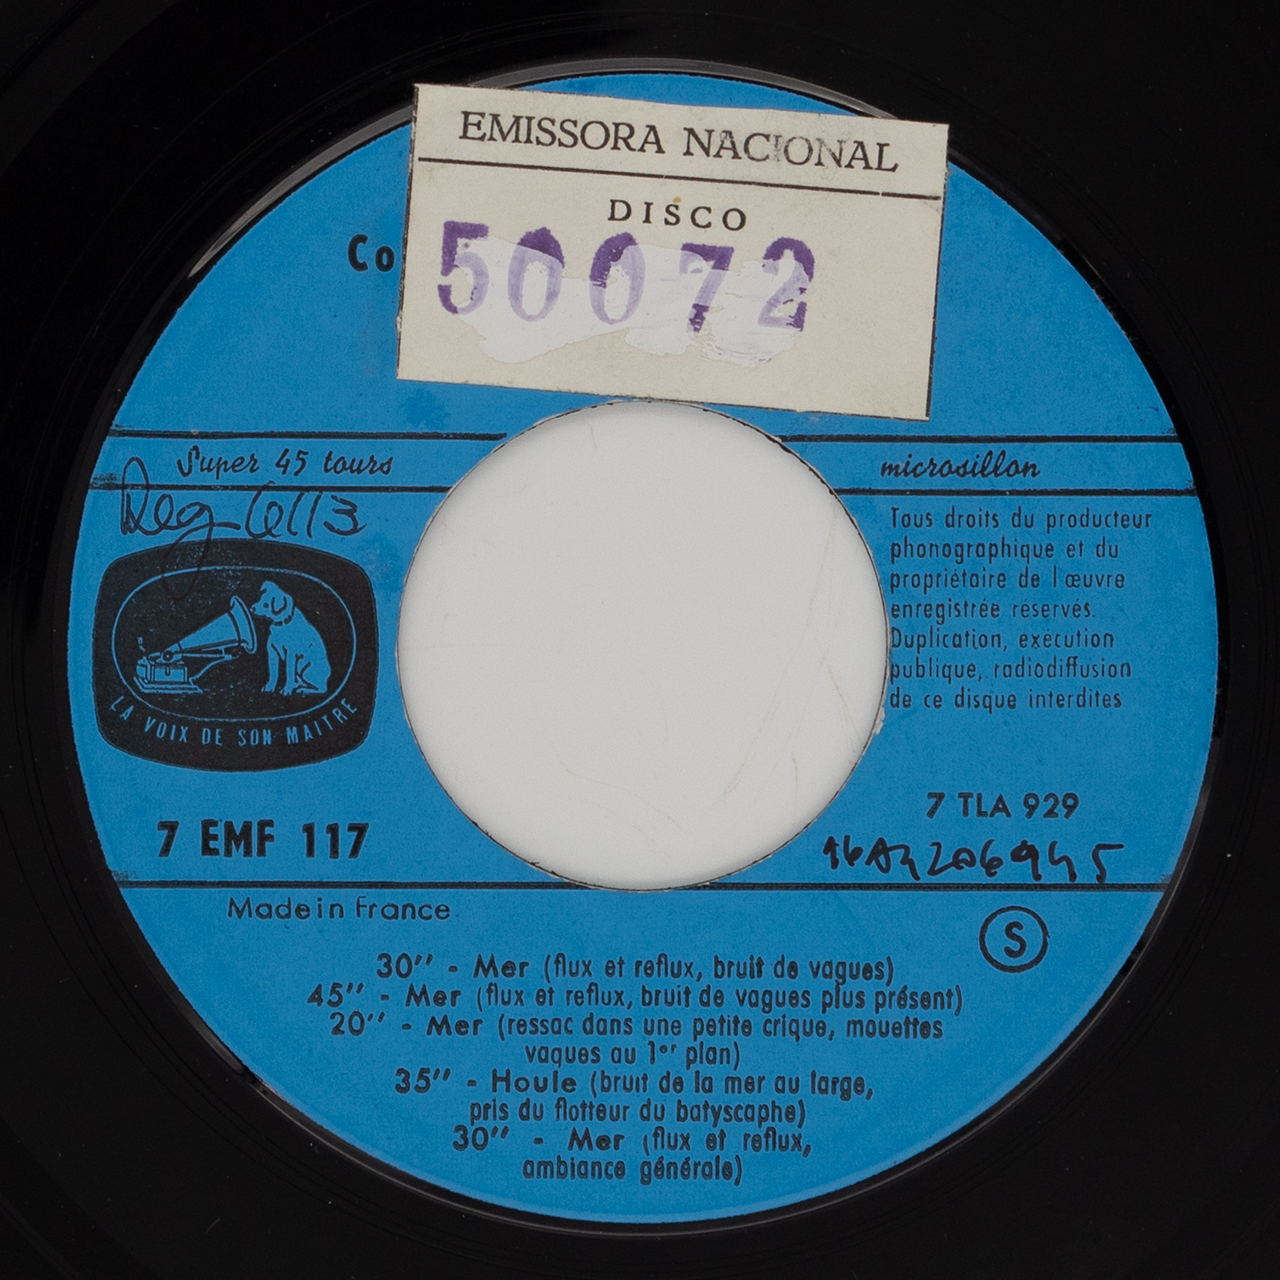 EMISSORA NACIONAL
DISCO
50072
Co
Super 45 tours
microsillon
Reg 6113
Tous droits du producteur
phonographique et du
propriétaire de l'œuvre
enregistrée réservés.
Duplication, exécution
publique, radiodiffusion
de ce disque interdites
LA VOIX DE SON MAITRE
7 EMF 117
7 TLA 929
Made in France
S
30" - Mer (flux et reflux, bruit de vagues)
45" - Mer (flux et reflux, bruit de vagues plus présent)
20" - Mer (ressac dans une petite crique, mouettes
vaques au 1er plan)
35" - Houle (bruit de la mer au large,
pris du flotteur du batyscaphe)
30" - Mer (flux et reflux,
ambiance générale)